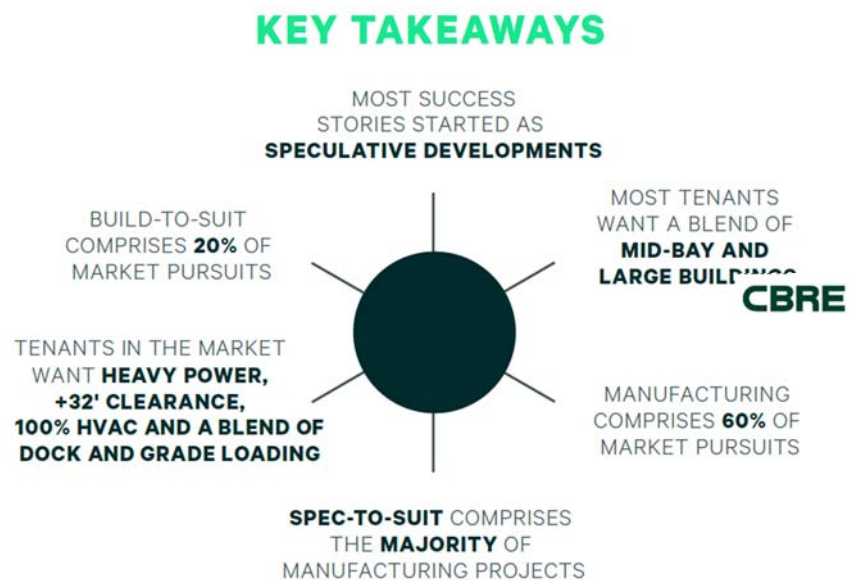 KEY TAKEAWAYS
MOST SUCCESS
STORIES STARTED AS
SPECULATIVE DEVELOPMENTS
MOST TENANTS
WANT A BLEND OF
MID-BAY AND
LARGE BUILDINGS
CBRE
MANUFACTURING
COMPRISES 60% OF
MARKET PURSUITS
SPEC-TO-SUIT COMPRISES
THE MAJORITY OF
MANUFACTURING PROJECTS
TENANTS IN THE MARKET
WANT HEAVY POWER,
+32' CLEARANCE,
100% HVAC AND A BLEND OF
DOCK AND GRADE LOADING
BUILD-TO-SUIT
COMPRISES 20% OF
MARKET PURSUITS